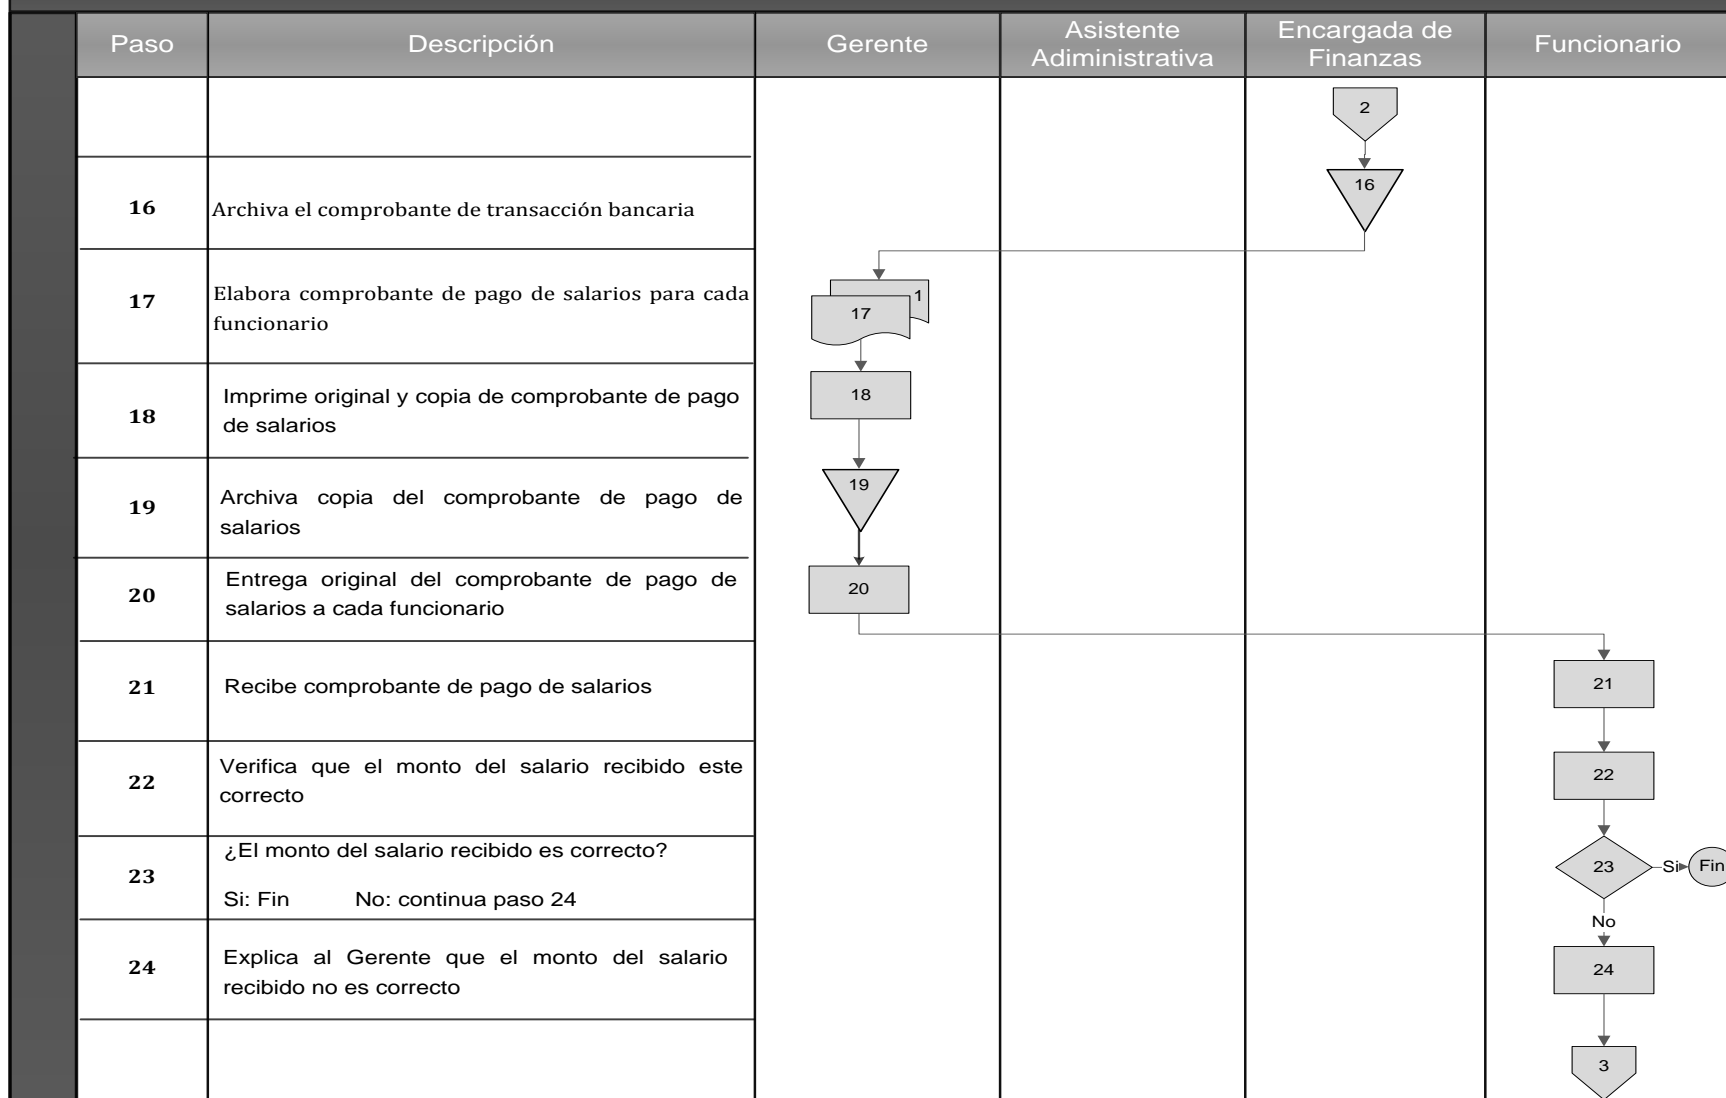 Paso
Descripción
Gerente
Asistente
Adiministrativa
Encargada de
Finanzas
Funcionario
2
16
Archiva el comprobante de transacción bancaria
16
17
Elabora comprobante de pago de salarios para cada
funcionario
1
17
18
Imprime original y copia de comprobante de pago
de salarios
18
19
Archiva copia del comprobante de pago de
salarios
19
20
Entrega original del comprobante de pago de
salarios a cada funcionario
20
21
Recibe comprobante de pago de salarios
21
22
Verifica que el monto del salario recibido este
correcto
22
23
¿El monto del salario recibido es correcto?
Si: Fin No: continua paso 24
23
Si
Fin
No
24
Explica al Gerente que el monto del salario
recibido no es correcto
24
3